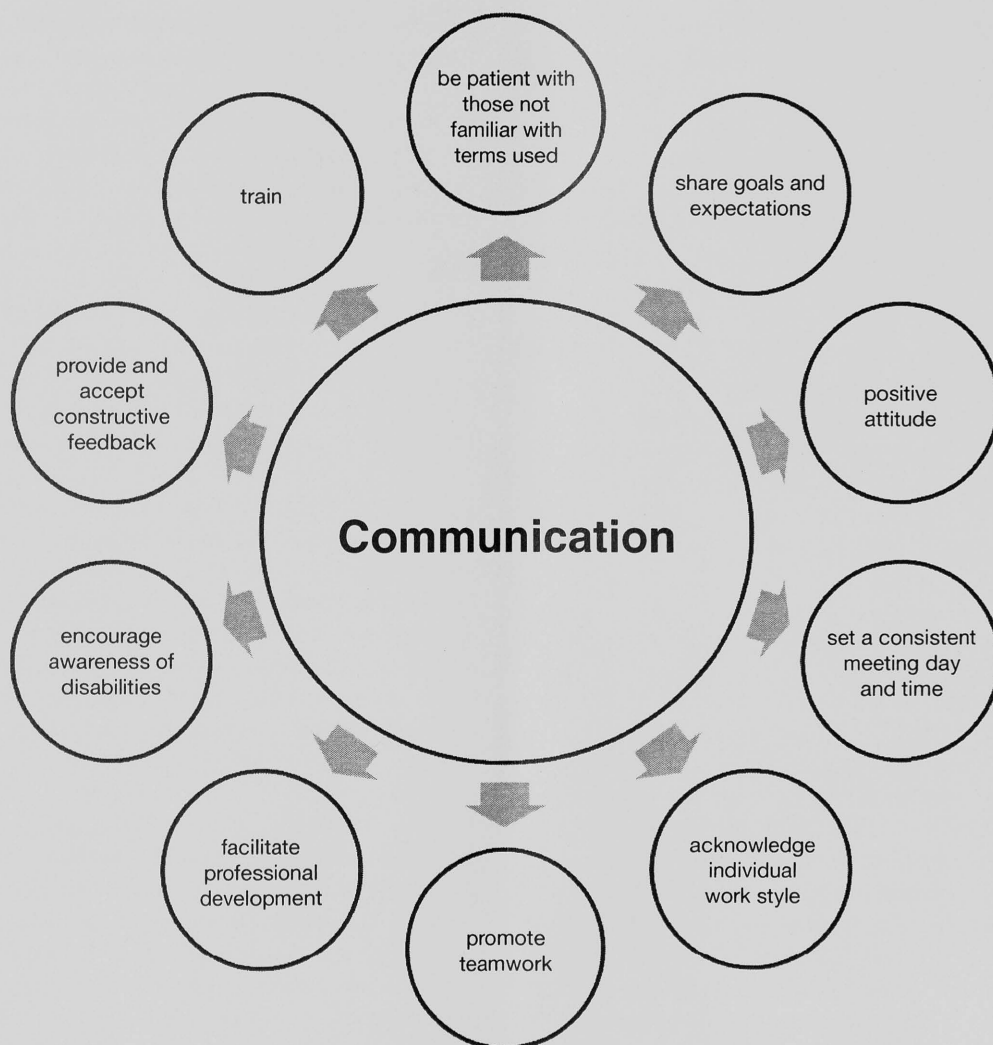 be patient with
those not
familiar with
terms used
share goals and
expectations
positive
attitude
set a consistent
meeting day
and time
acknowledge
individual
work style
promote
teamwork
facilitate
professional
development
encourage
awareness of
disabilities
provide and
accept
constructive
feedback
train
Communication